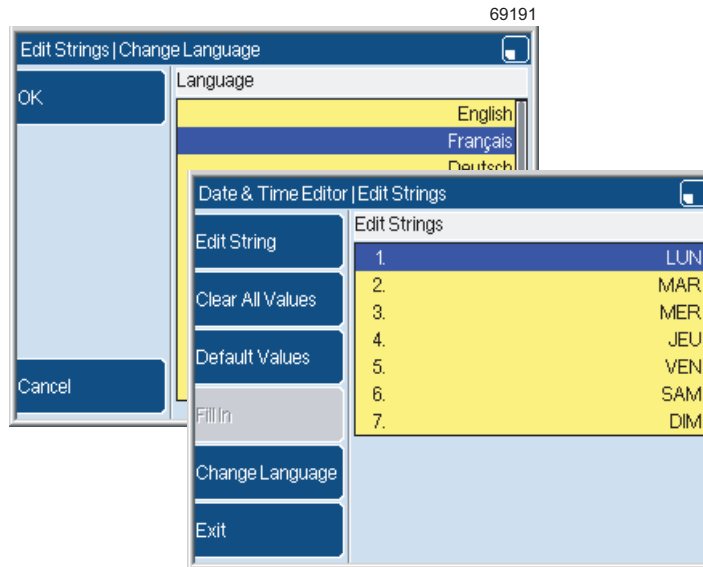 69191
Edit Strings | Change Language
OK
Cancel
Language
English
Français
Deutsch
Date & Time Editor | Edit Strings
Edit String
Clear All Values
Default Values
Fill In
Change Language
Exit
Edit Strings
1. LUN
2. MAR
3. MER
4. JEU
5. VEN
6. SAM
7. DIM